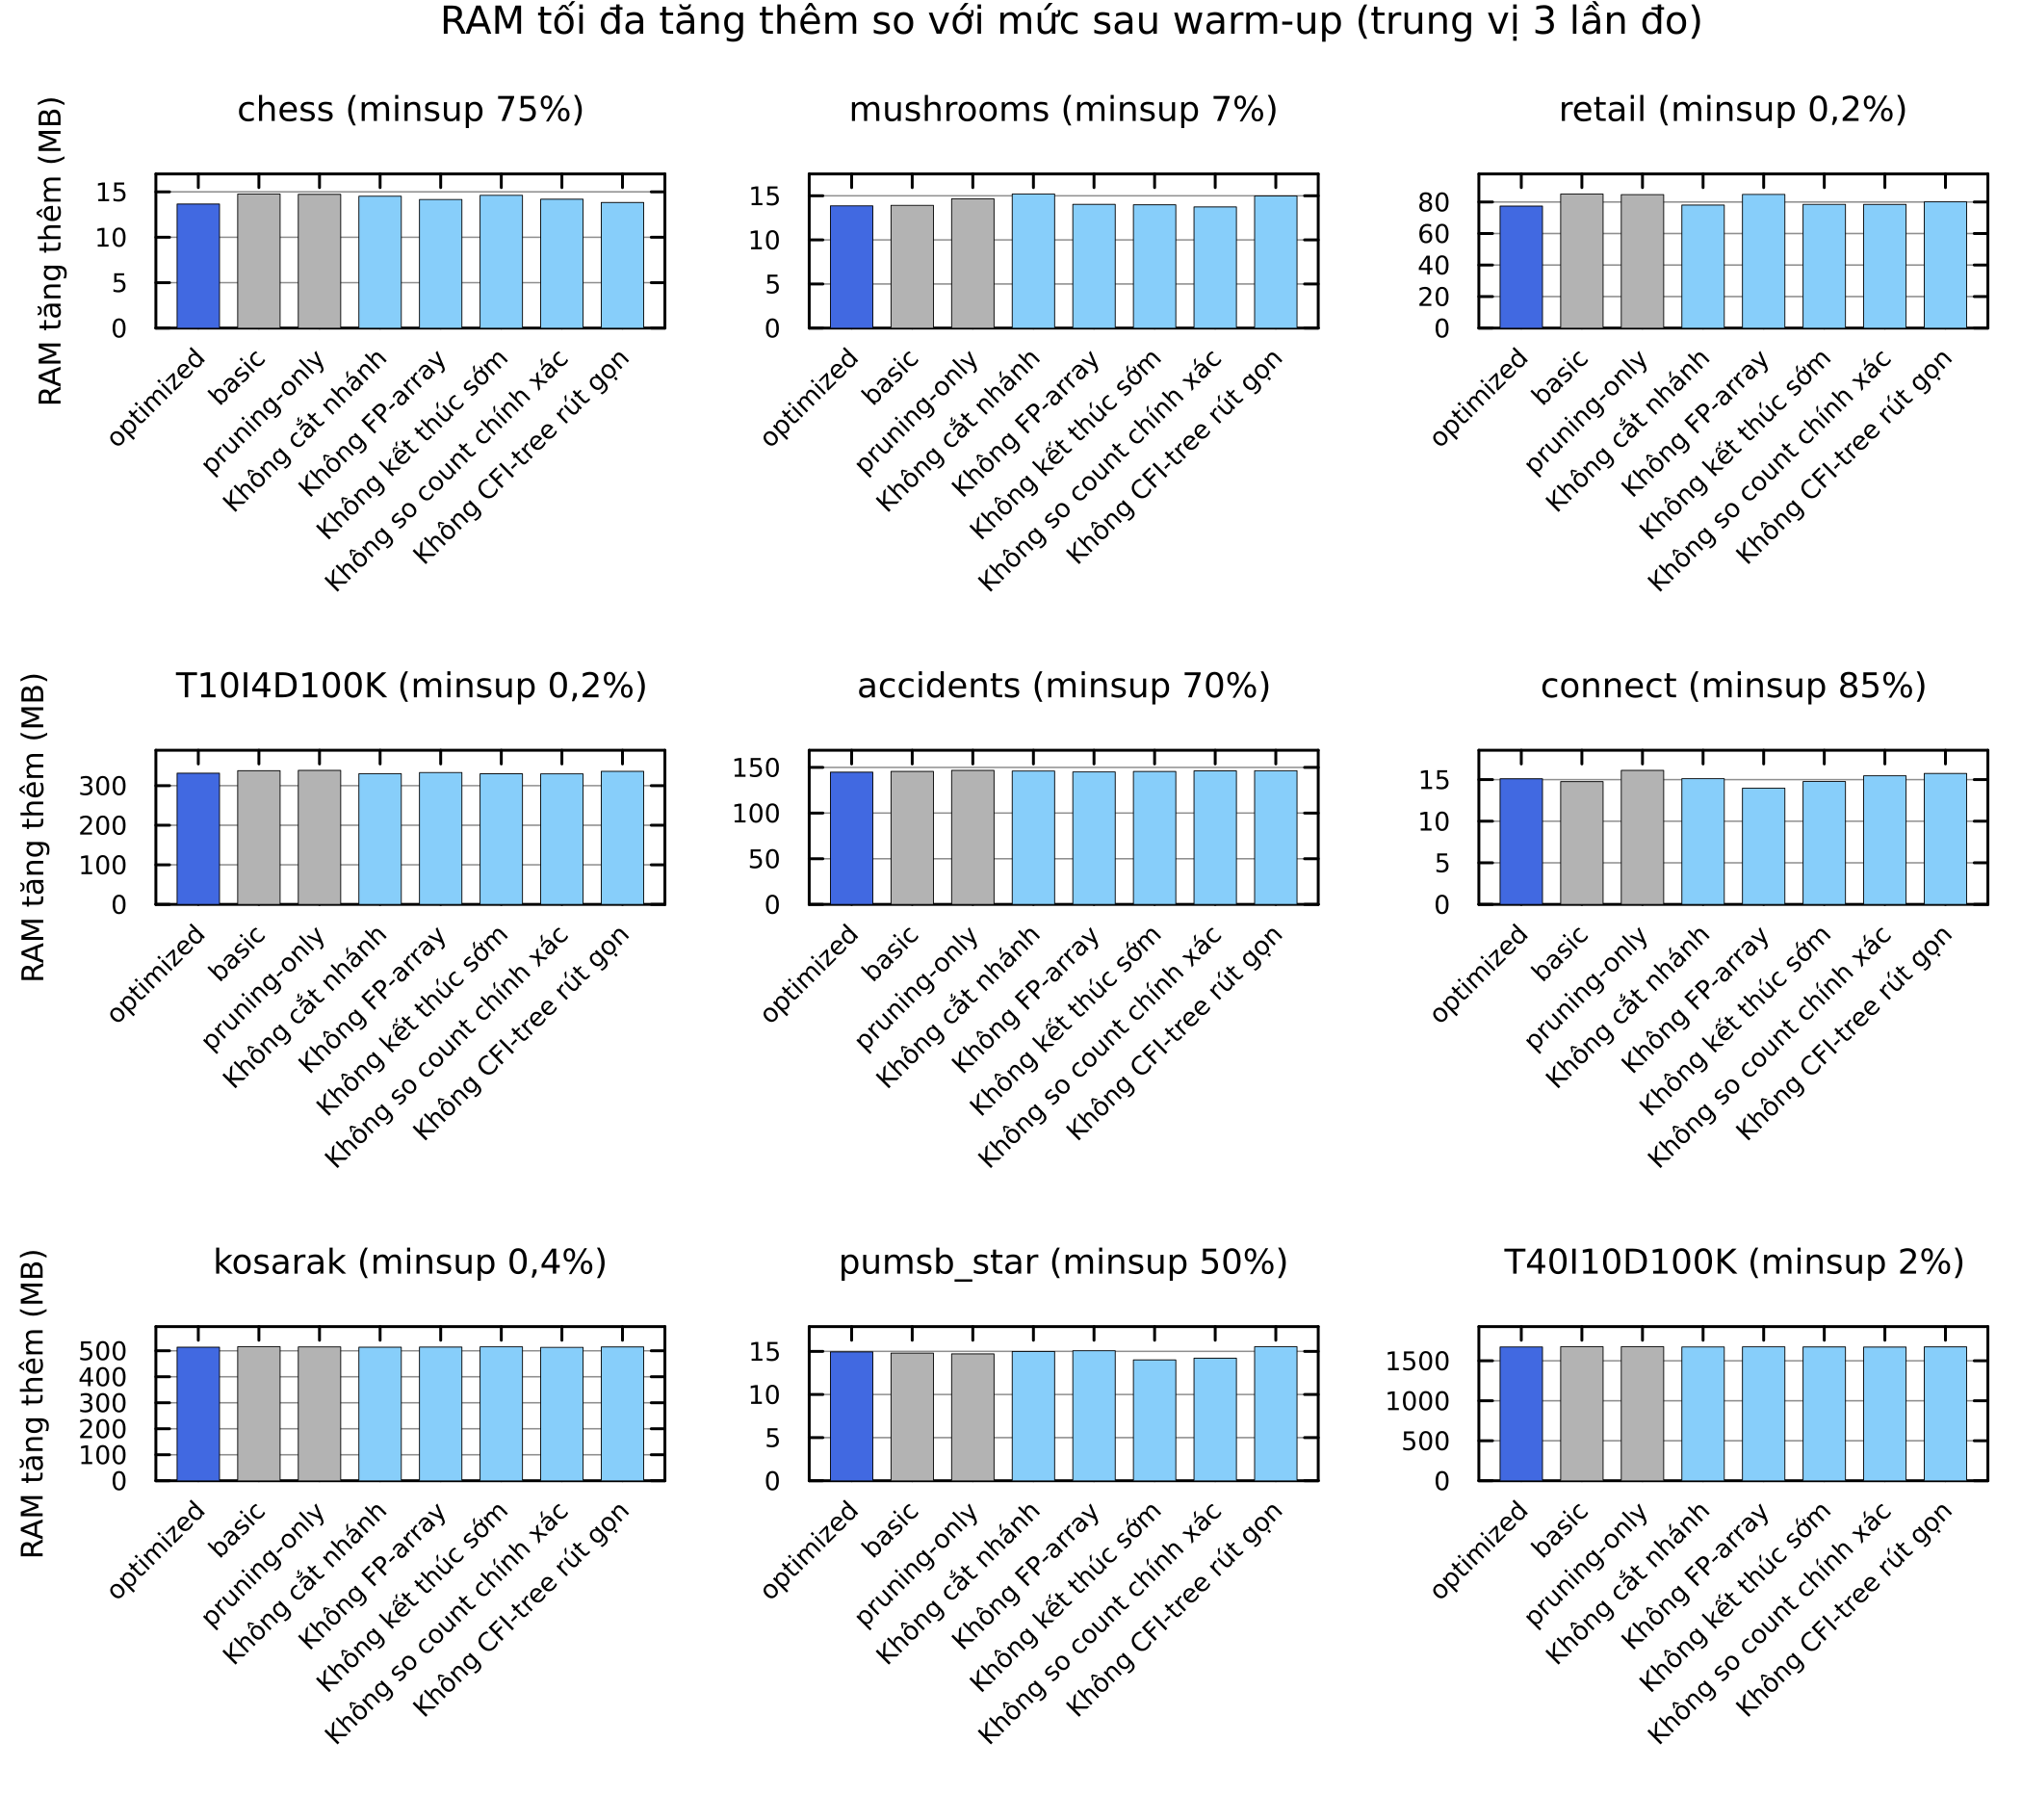 RAM tối đa tăng thêm so với mức sau warm-up (trung vị 3 lần đo)
chess (minsup 75%)
RAM tăng thêm (MB)
15
10
5
0
optimized
basic
pruning-only
Không cắt nhánh
Không FP-array
Không kết thúc sớm
Không so count chính xác
Không CFI-tree rút gọn
mushrooms (minsup 7%)
15
10
5
0
optimized
basic
pruning-only
Không cắt nhánh
Không FP-array
Không kết thúc sớm
Không so count chính xác
Không CFI-tree rút gọn
retail (minsup 0,2%)
80
60
40
20
0
optimized
basic
pruning-only
Không cắt nhánh
Không FP-array
Không kết thúc sớm
Không so count chính xác
Không CFI-tree rút gọn
T10I4D100K (minsup 0,2%)
RAM tăng thêm (MB)
300
200
100
0
optimized
basic
pruning-only
Không cắt nhánh
Không FP-array
Không kết thúc sớm
Không so count chính xác
Không CFI-tree rút gọn
accidents (minsup 70%)
150
100
50
0
optimized
basic
pruning-only
Không cắt nhánh
Không FP-array
Không kết thúc sớm
Không so count chính xác
Không CFI-tree rút gọn
connect (minsup 85%)
15
10
5
0
optimized
basic
pruning-only
Không cắt nhánh
Không FP-array
Không kết thúc sớm
Không so count chính xác
Không CFI-tree rút gọn
kosarak (minsup 0,4%)
RAM tăng thêm (MB)
500
400
300
200
100
0
optimized
basic
pruning-only
Không cắt nhánh
Không FP-array
Không kết thúc sớm
Không so count chính xác
Không CFI-tree rút gọn
pumsb_star (minsup 50%)
15
10
5
0
optimized
basic
pruning-only
Không cắt nhánh
Không FP-array
Không kết thúc sớm
Không so count chính xác
Không CFI-tree rút gọn
T40I10D100K (minsup 2%)
1500
1000
500
0
optimized
basic
pruning-only
Không cắt nhánh
Không FP-array
Không kết thúc sớm
Không so count chính xác
Không CFI-tree rút gọn